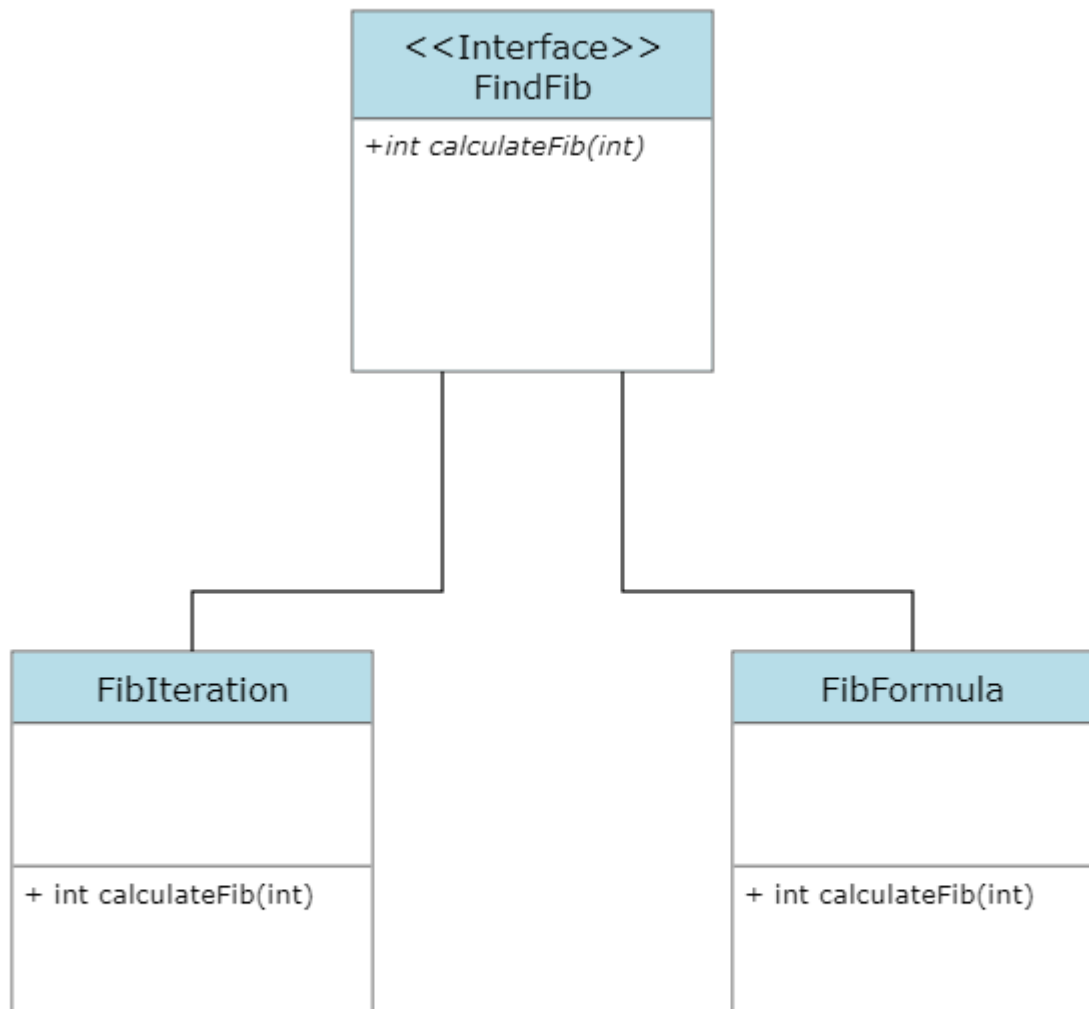 <<Interface>>
FindFib
+int calculateFib(int)
FibIteration
FibFormula
+ int calculateFib(int)
+ int calculateFib(int)